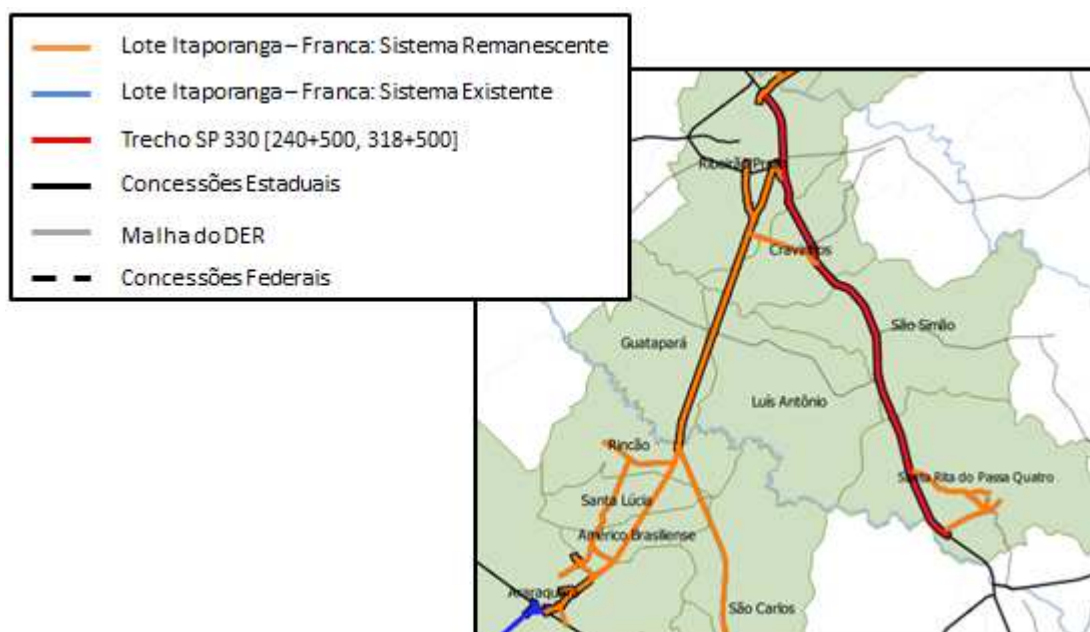 Lote Itaporanga – Franca: Sistema Remanescente
Lote Itaporanga – Franca: Sistema Existente
Trecho SP 330 [240+500, 318+500]
Concessões Estaduais
Malha do DER
Concessões Federais
Ribeirão Preto
Cravinhos
São Simão
Guatapará
Luís Antônio
Rincão
Santa Rita do Passa Quatro
Santa Lúcia
Américo Brasiliense
Araraquara
São Carlos